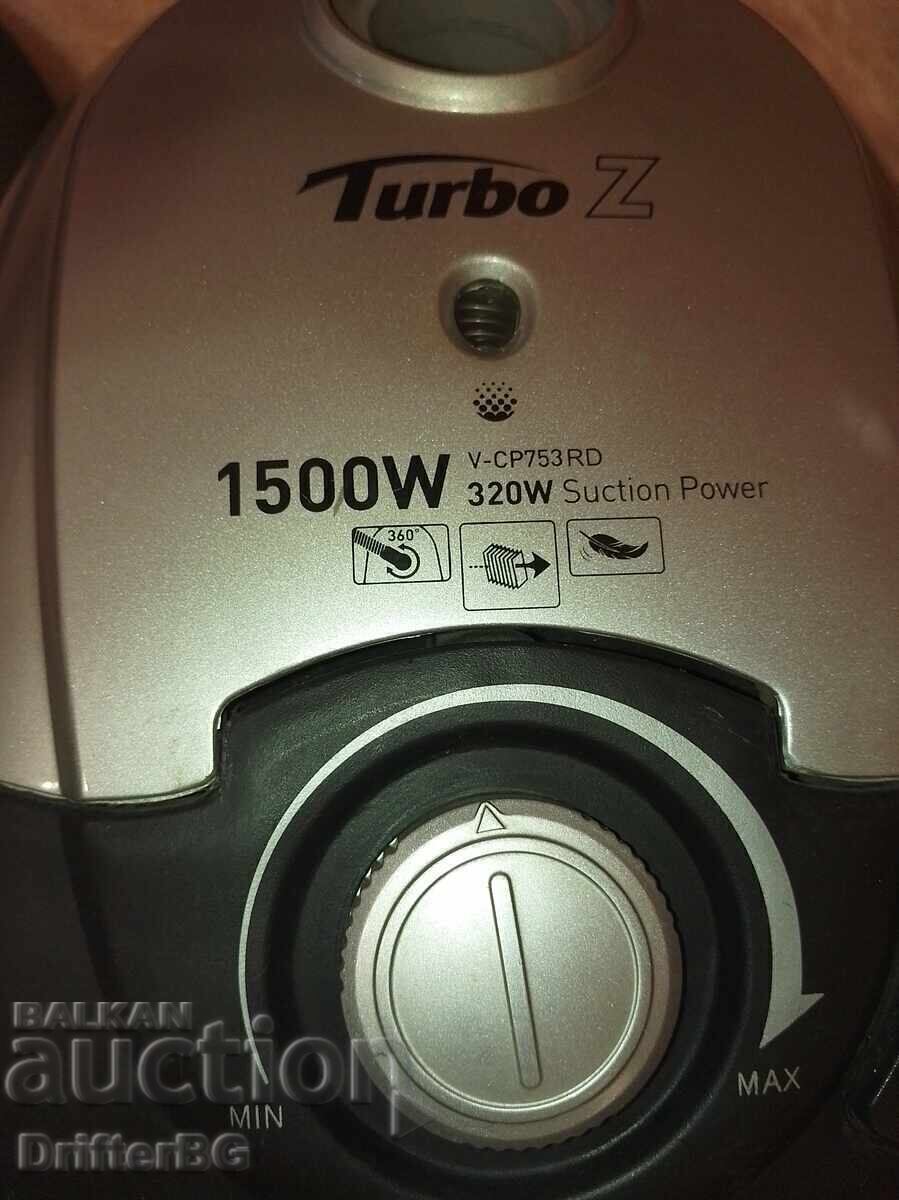 Turbo Z
1500W V-CP753RD
320W Suction Power
360°
MIN MAX
BALKAN
auction
DrifterBG